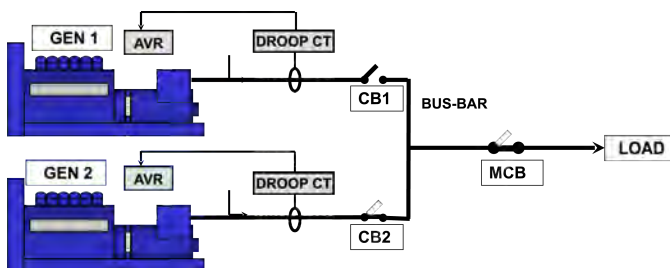 GEN 1
AVR
DROOP CT
CB1
BUS-BAR
MCB
LOAD
GEN 2
AVR
DROOP CT
CB2